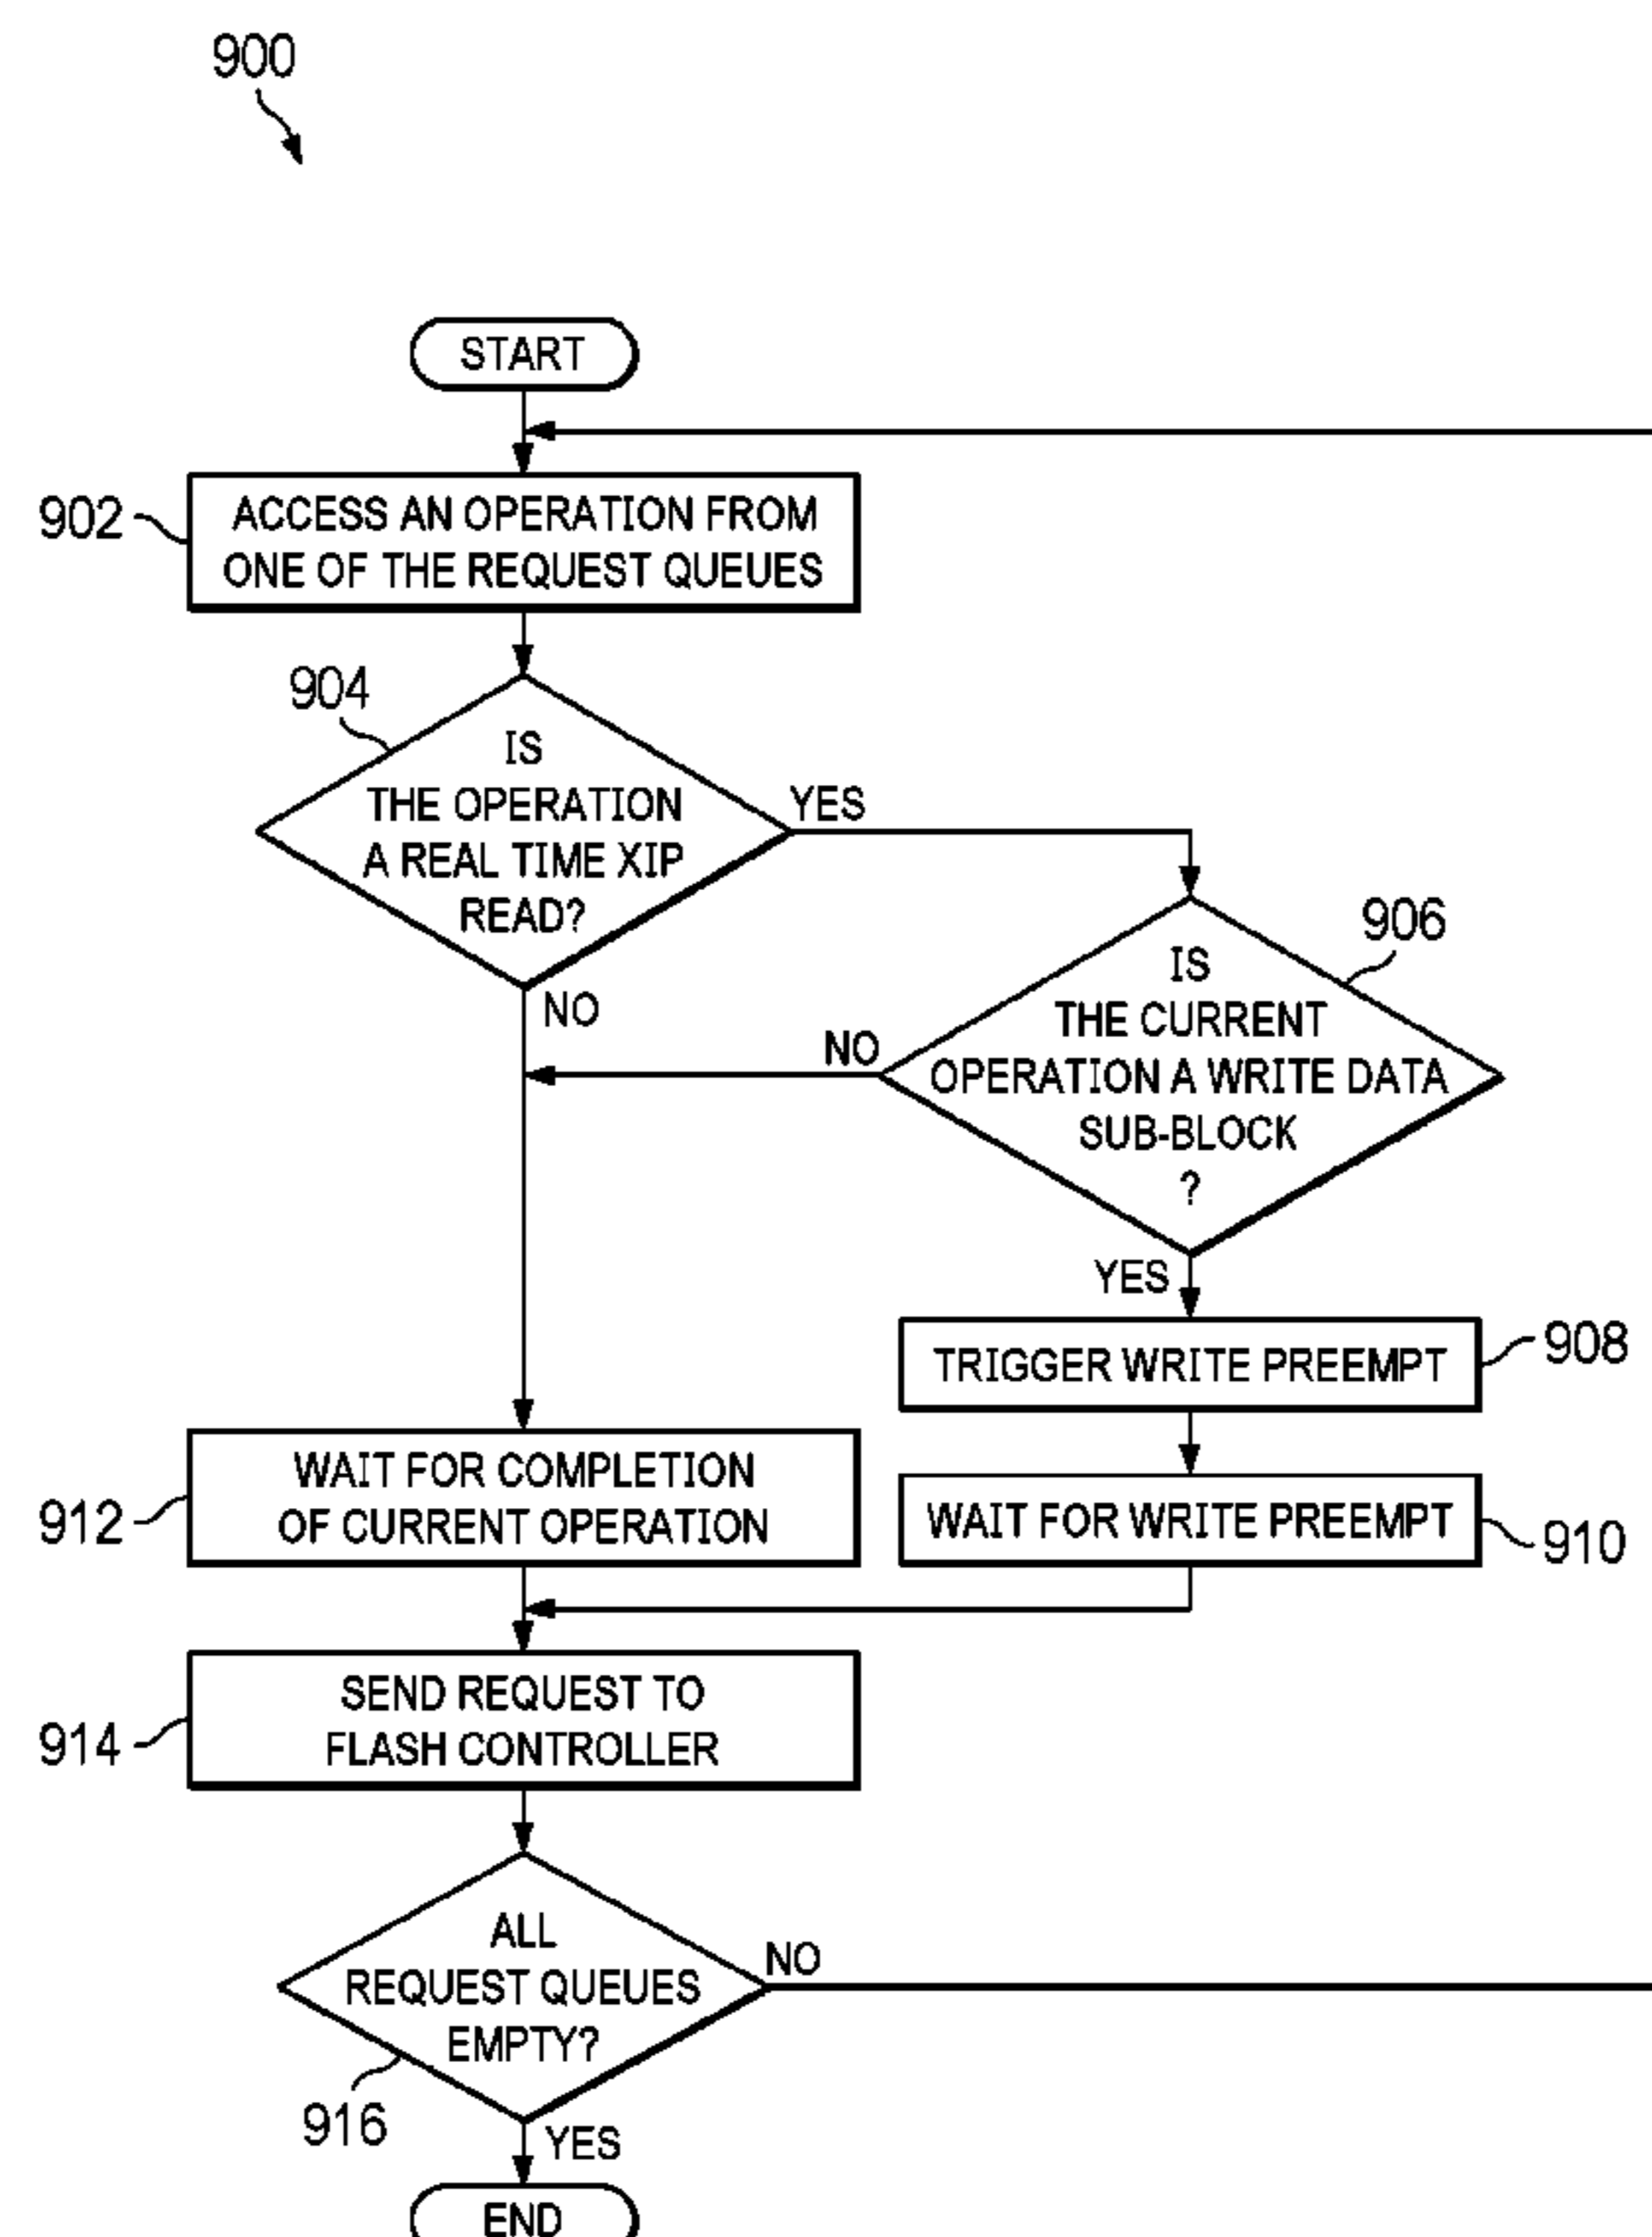 900
START
902
ACCESS AN OPERATION FROM
ONE OF THE REQUEST QUEUES
904
IS
THE OPERATION
A REAL TIME XIP
READ?
YES
NO
906
IS
THE CURRENT
OPERATION A WRITE DATA
SUB-BLOCK
?
NO
YES
TRIGGER WRITE PREEMPT
908
WAIT FOR WRITE PREEMPT
910
912
WAIT FOR COMPLETION
OF CURRENT OPERATION
914
SEND REQUEST TO
FLASH CONTROLLER
ALL
REQUEST QUEUES
EMPTY?
NO
916
YES
END